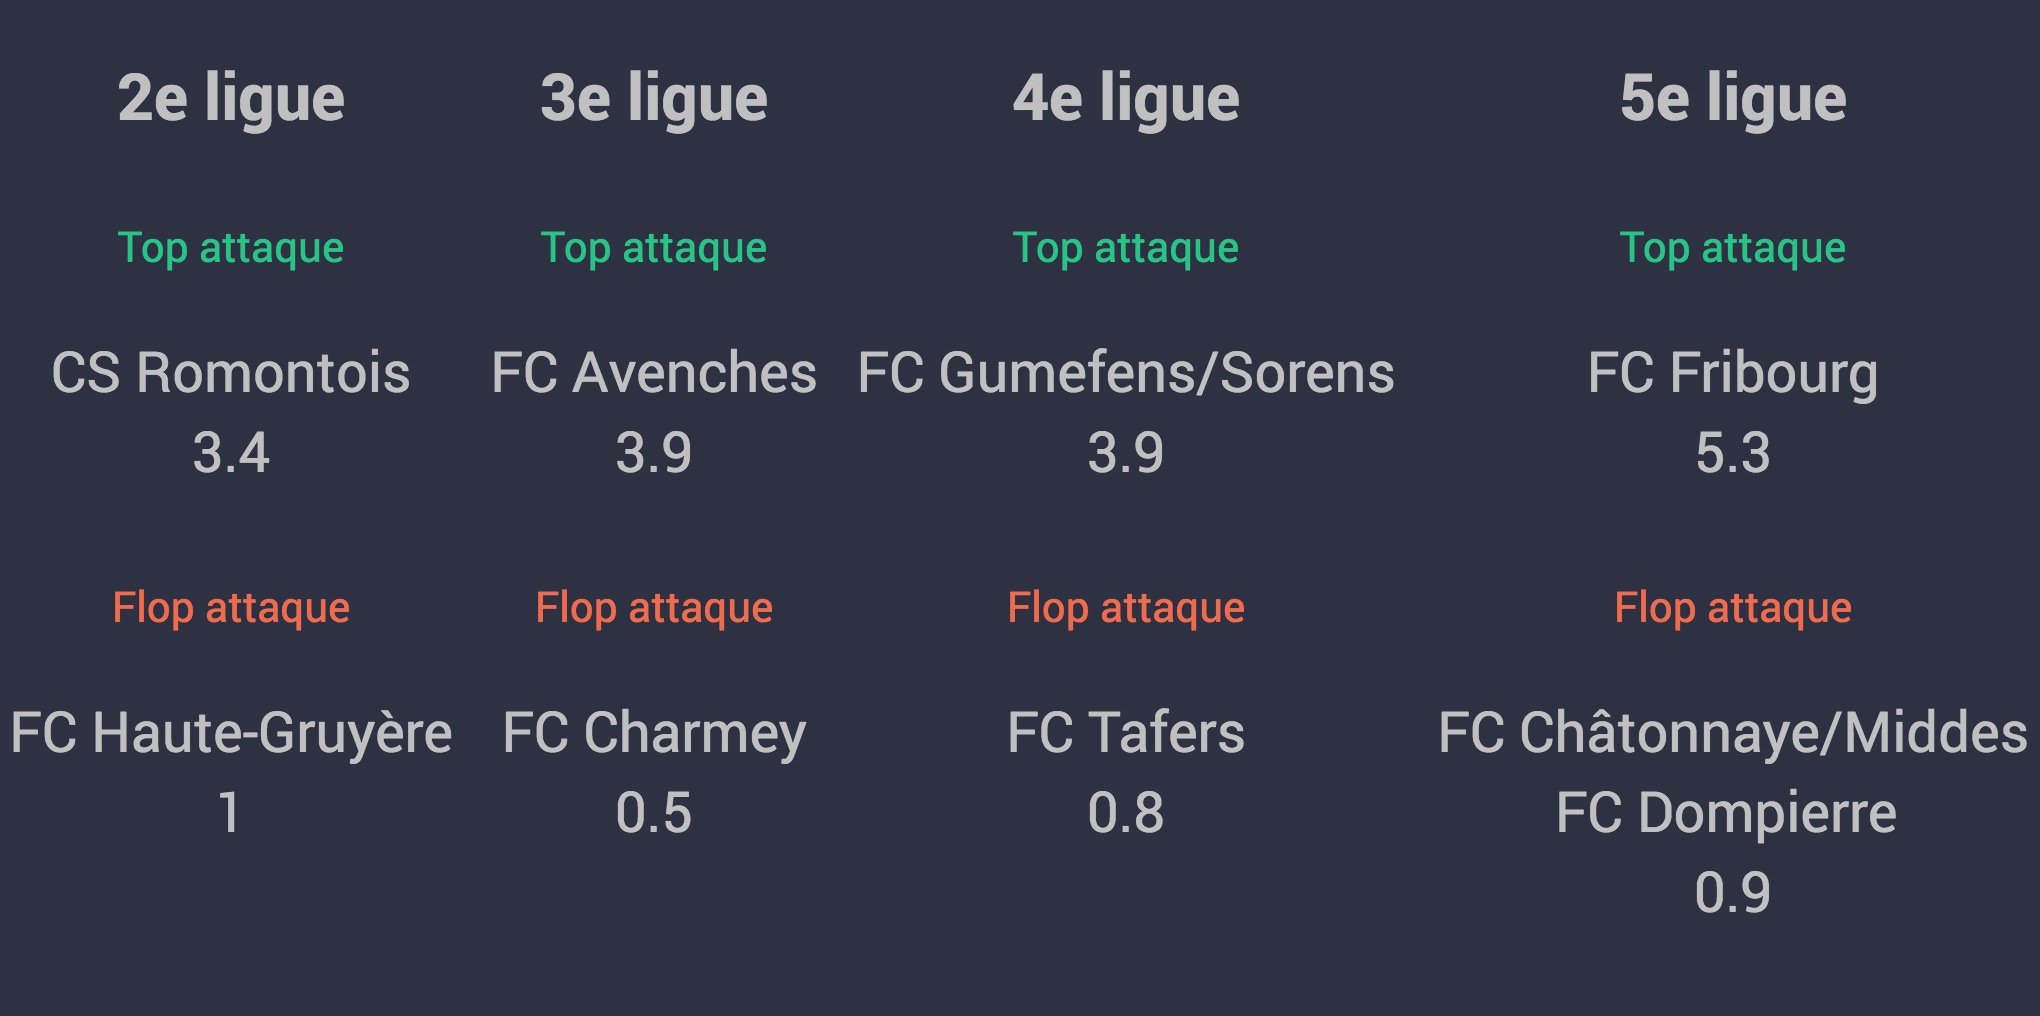 2e ligue
Top attaque
CS Romontois
3.4
Flop attaque
FC Haute-Gruyère
1
3e ligue
Top attaque
FC Avenches
3.9
Flop attaque
FC Charmey
0.5
4e ligue
Top attaque
FC Gumefens/Sorens
3.9
Flop attaque
FC Tafers
0.8
5e ligue
Top attaque
FC Fribourg
5.3
Flop attaque
FC Châtonnaye/Middes
FC Dompierre
0.9